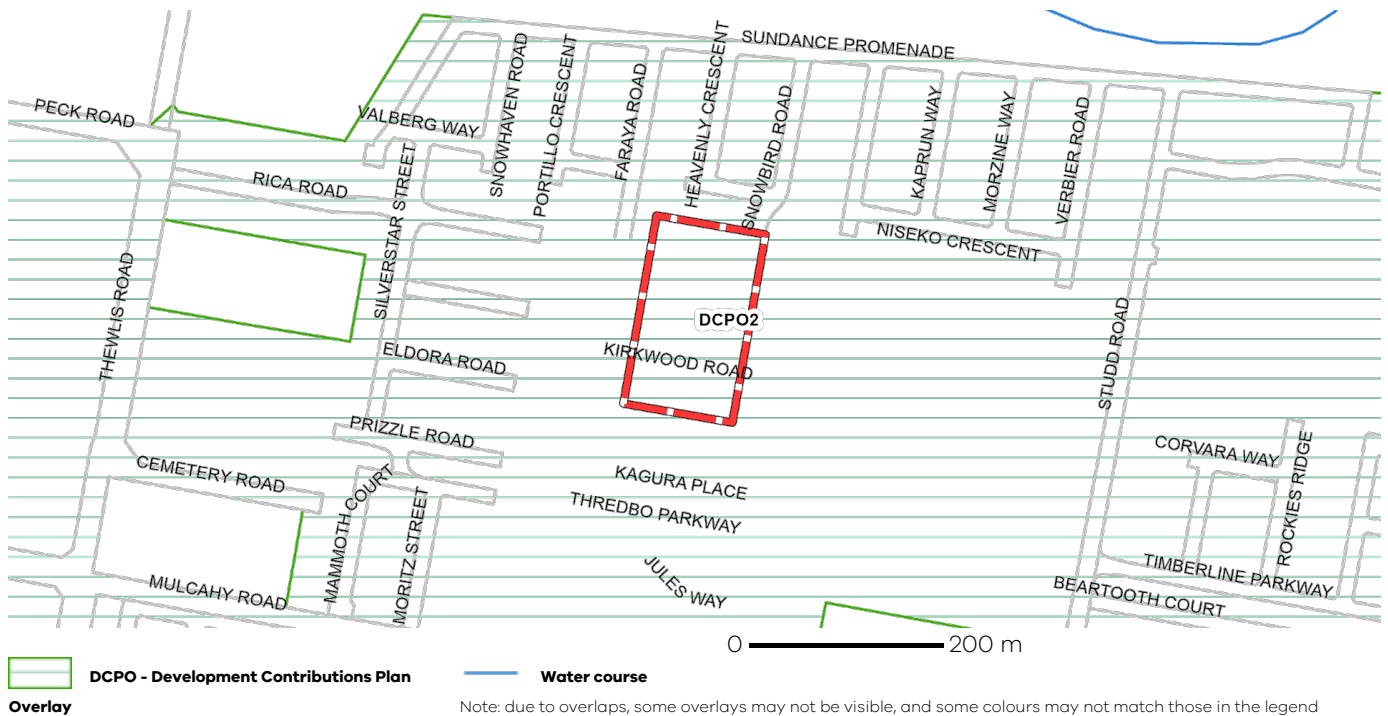 SUNDANCE PROMENADE
PECK ROAD
VALBERG WAY
SNOWHAVEN ROAD
PORTILLO CRESCENT
FARAYA ROAD
HEAVENLY CRESCENT
SNOWBIRD ROAD
KAPRUN WAY
MORZINE WAY
VERBIER ROAD
RICA ROAD
SILVERSTAR STREET
NISEKO CRESCENT
THEWLIS ROAD
DCPO2
STUDD ROAD
ELDORA ROAD
KIRKWOOD ROAD
PRIZZLE ROAD
CORVARA WAY
CEMETERY ROAD
MAMMOTH COURT
KAGURA PLACE
ROCKIES RIDGE
THREDBO PARKWAY
MORITZ STREET
MULCAHY ROAD
JULES WAY
TIMBERLINE PARKWAY
BEARTOOTH COURT
0 200 m
DCPO - Development Contributions Plan
Water course
Overlay
Note: due to overlaps, some overlays may not be visible, and some colours may not match those in the legend